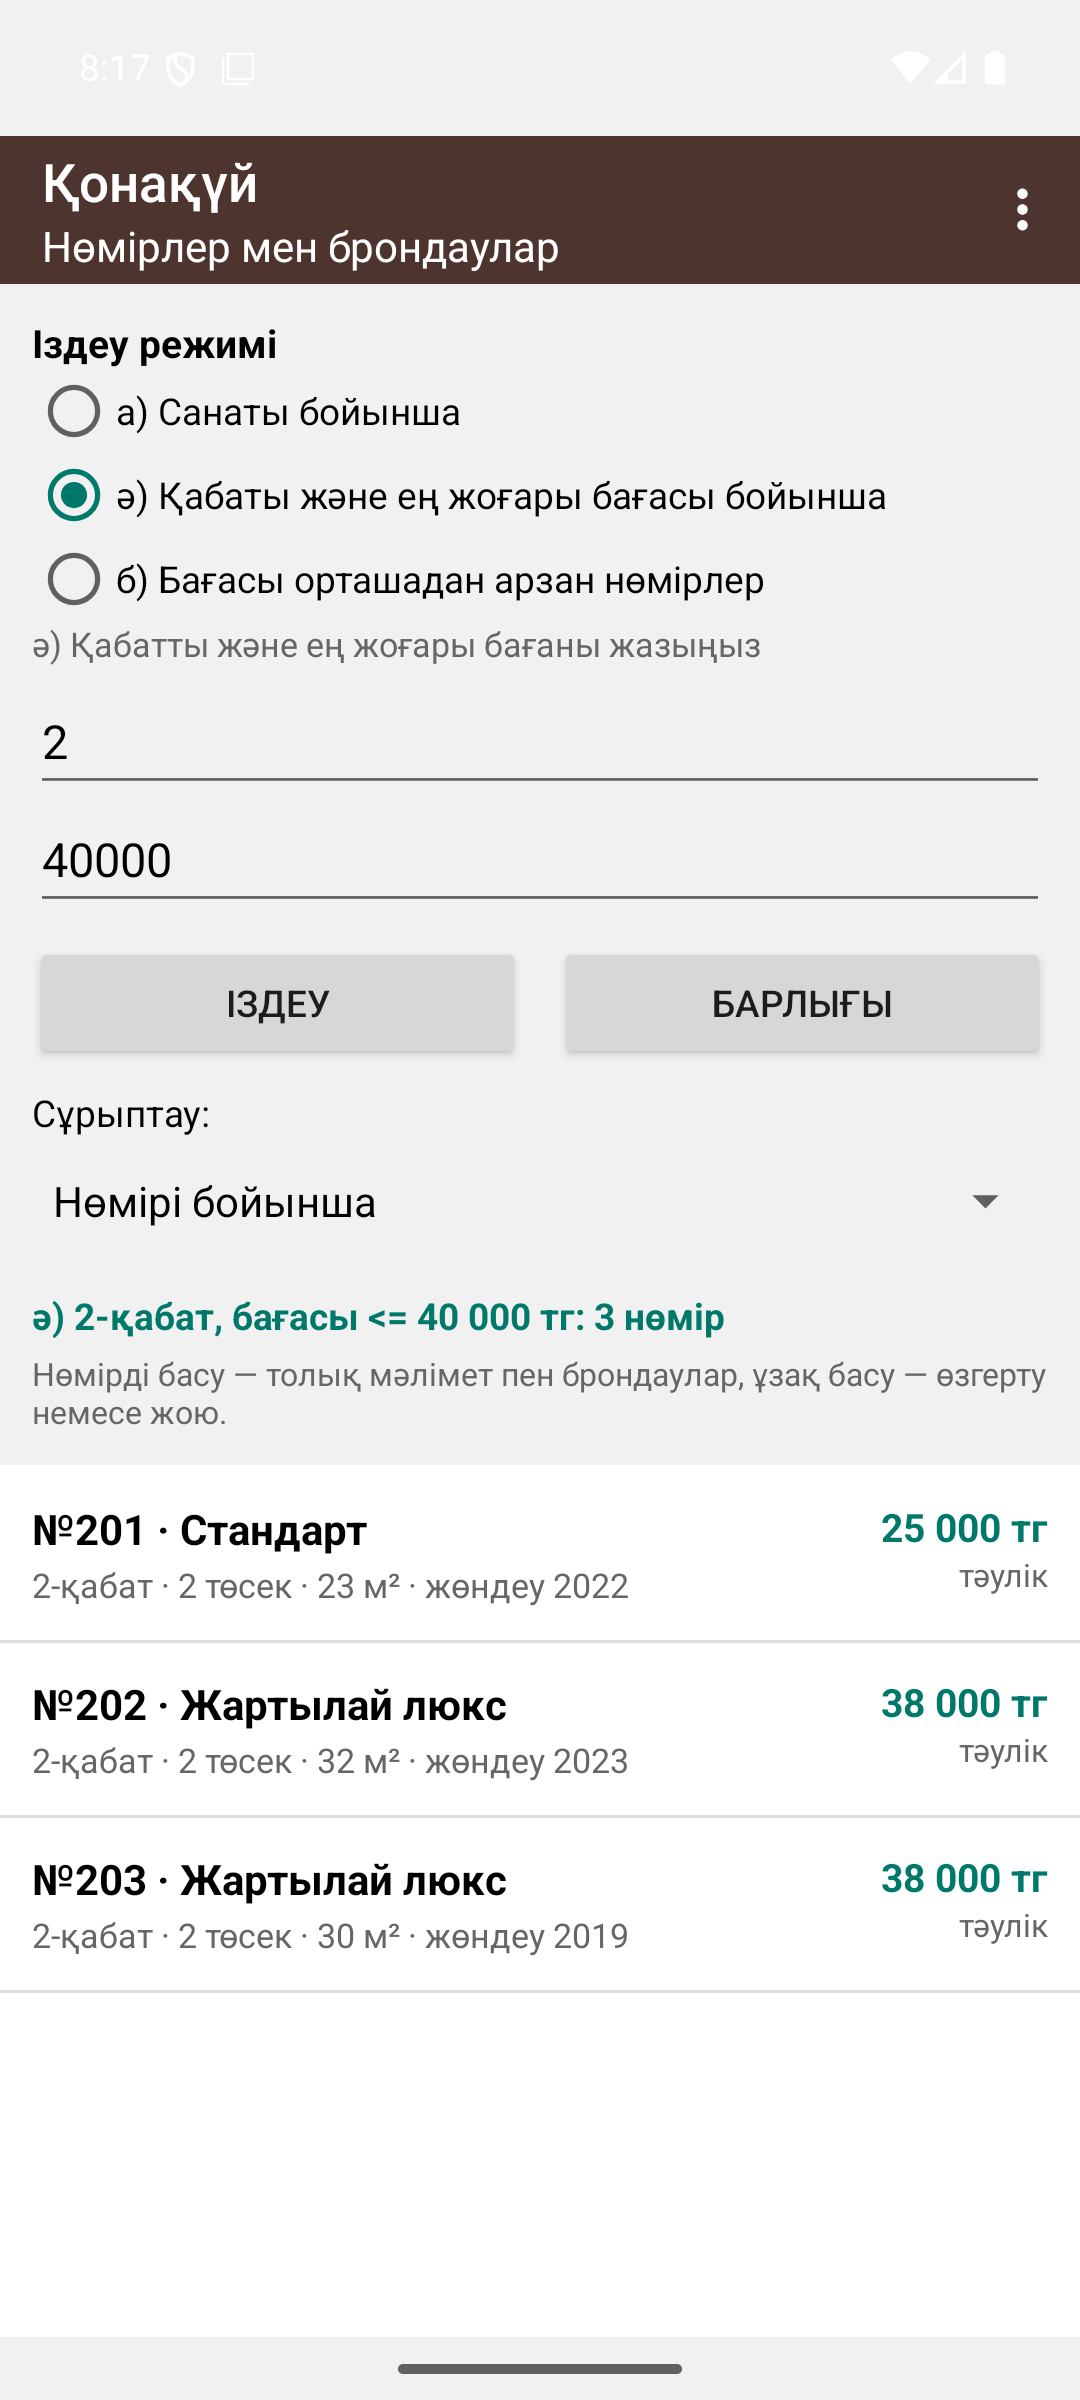 8:17
Қонақүй
Нөмірлер мен брондаулар
Іздеу режимі
а) Санаты бойынша
ә) Қабаты және ең жоғары бағасы бойынша
б) Бағасы орташадан арзан нөмірлер
ә) Қабатты және ең жоғары бағаны жазыңыз
2
40000
ІЗДЕУ
БАРЛЫҒЫ
Сұрыптау:
Нөмірі бойынша
ә) 2-қабат, бағасы <= 40 000 тг: 3 нөмір
Нөмірді басу — толық мәлімет пен брондаулар, ұзақ басу — өзгерту
немесе жою.
№201 · Стандарт
25 000 тг
2-қабат · 2 төсек · 23 м² · жөндеу 2022
тәулік
№202 · Жартылай люкс
38 000 тг
2-қабат · 2 төсек · 32 м² · жөндеу 2023
тәулік
№203 · Жартылай люкс
38 000 тг
2-қабат · 2 төсек · 30 м² · жөндеу 2019
тәулік